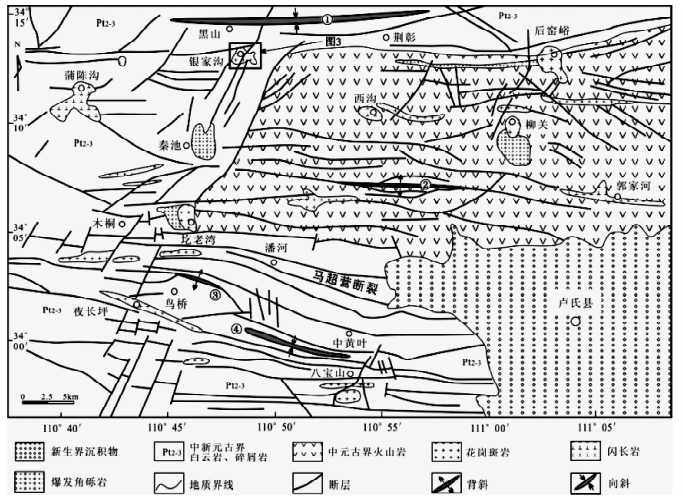 34°
15′
N
34°
10′
34°
05′
34°
00′
Pt2-3
①
Pt2-3
黑山
荆彰
后窑峪
银家沟
图3
蒲陈沟
西沟
柳关
Pt2-3
秦池
②
郭家河
木桐
圪老湾
潘河
马超营断裂
鸟桥
③
卢氏县
夜长坪
Pt2-3
④
中黄叶
Pt2-3
八宝山
Pt2-3
Pt2-3
0 2.5 5km
110° 40′ 110° 45′ 110° 50′ 110° 55′ 111° 00′ 111° 05′
新生界沉积物
Pt2-3
中新元古界
白云岩、碎屑岩
中元古界火山岩
花岗斑岩
闪长岩
爆发角砾岩
地质界线
断层
背斜
向斜